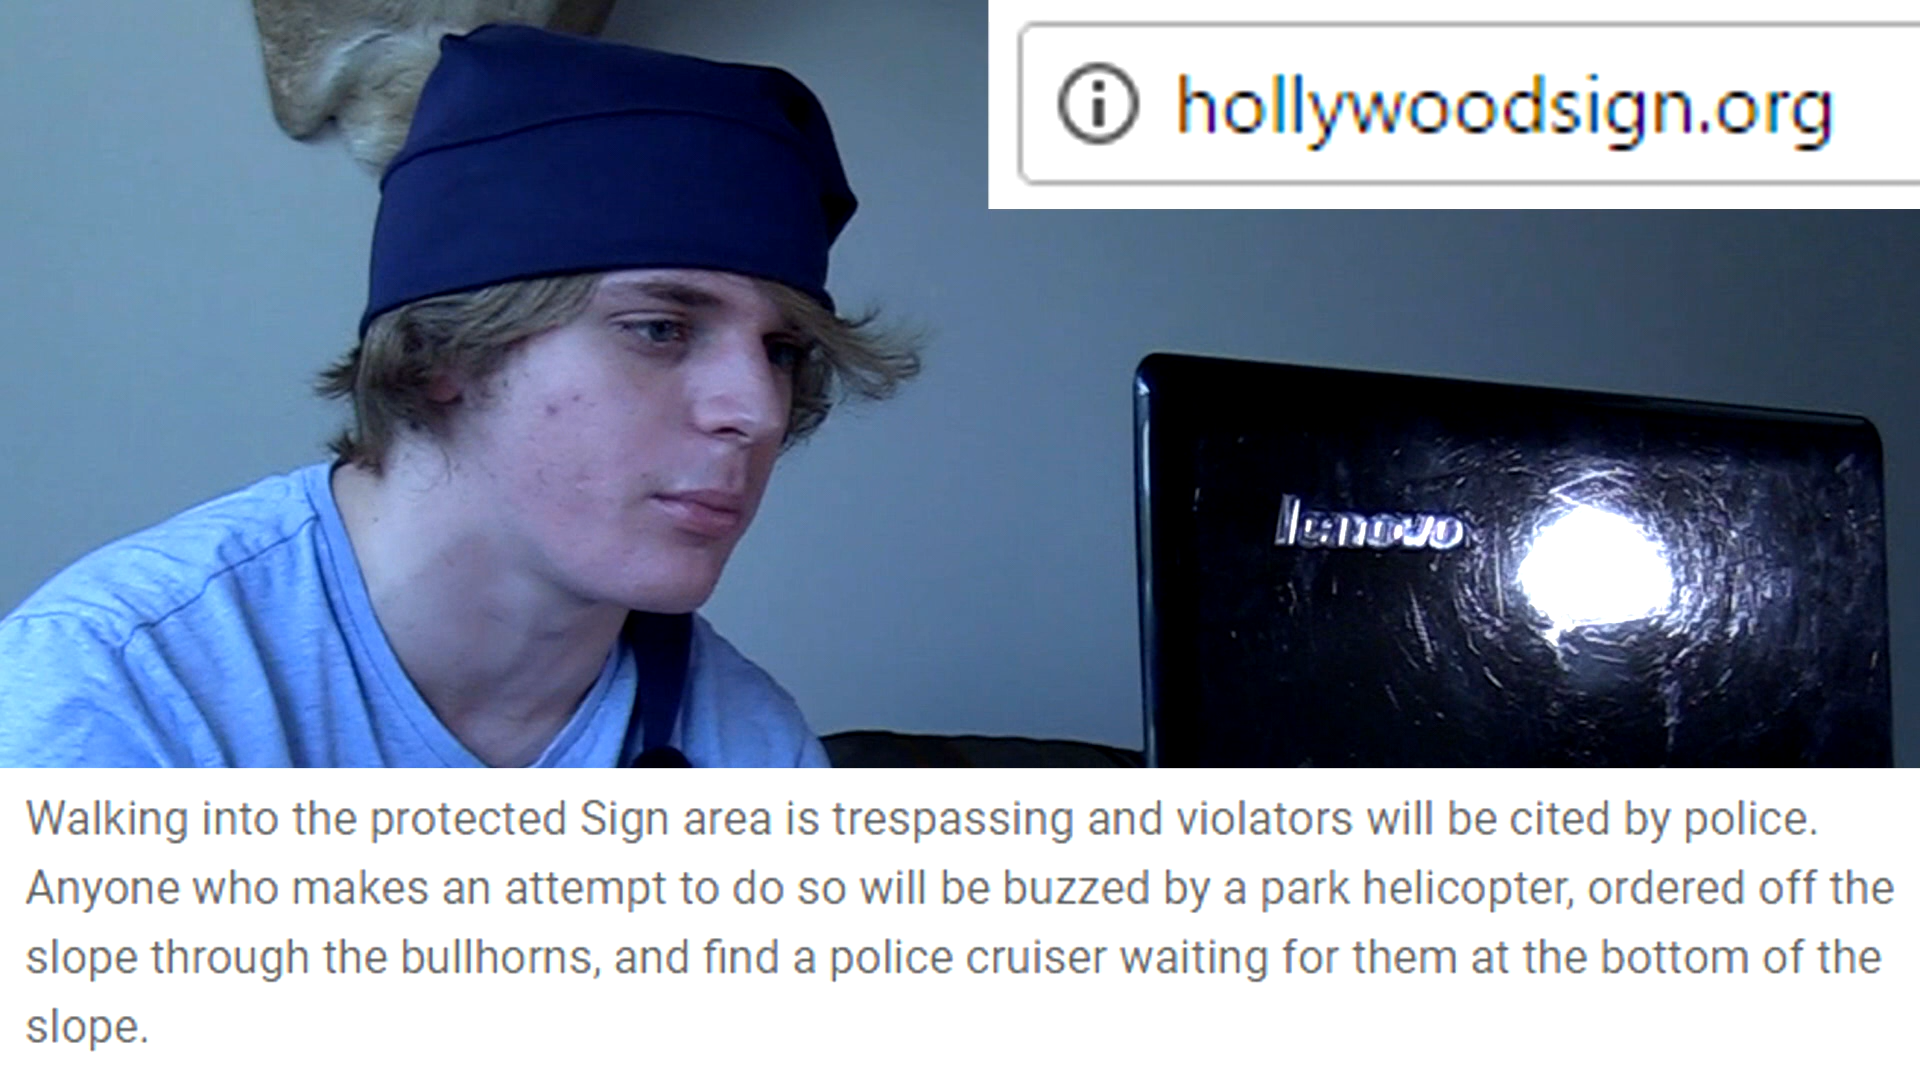 hollywoodsign.org
lenovo
Walking into the protected Sign area is trespassing and violators will be cited by police.
Anyone who makes an attempt to do so will be buzzed by a park helicopter, ordered off the
slope through the bullhorns, and find a police cruiser waiting for them at the bottom of the
slope.